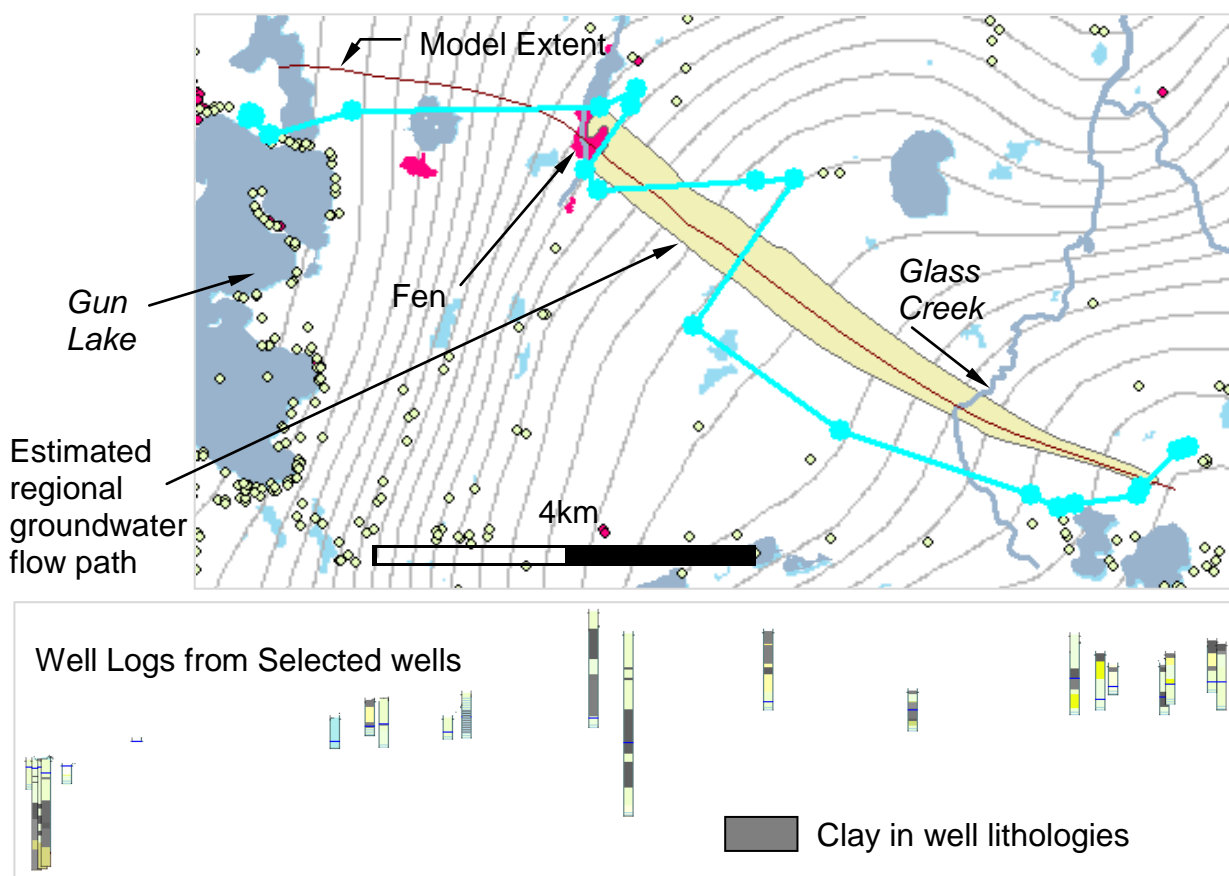 Model Extent
Gun
Lake
Fen
Glass
Creek
Estimated
regional
groundwater
flow path
4km
Well Logs from Selected wells
Clay in well lithologies